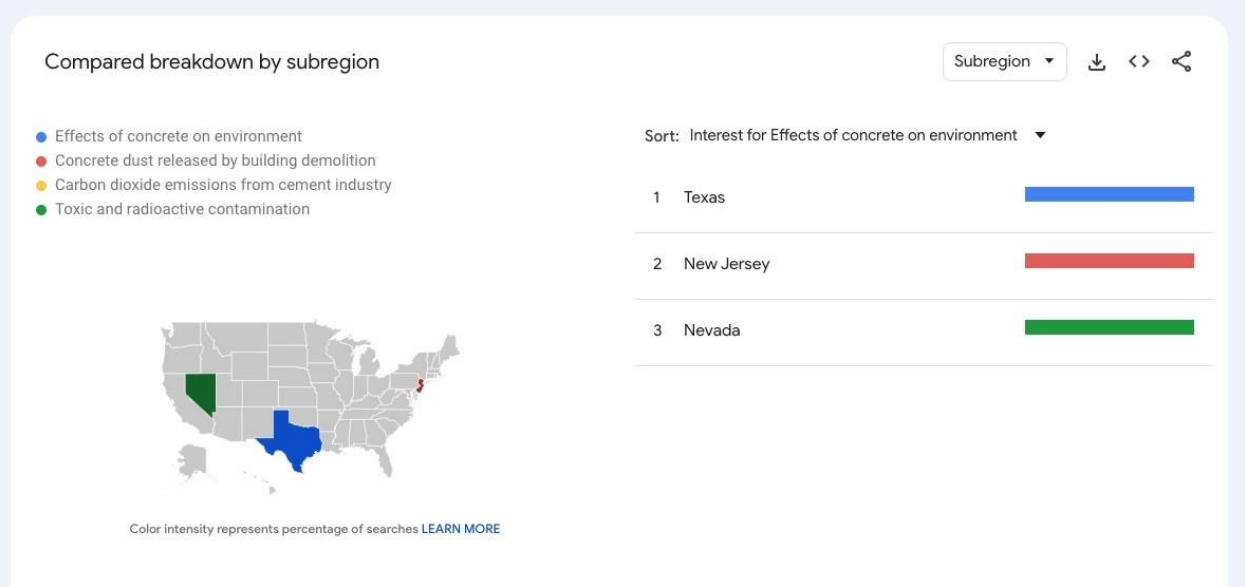 Compared breakdown by subregion
Subregion
Effects of concrete on environment
Concrete dust released by building demolition
Carbon dioxide emissions from cement industry
Toxic and radioactive contamination
Color intensity represents percentage of searches LEARN MORE
Sort: Interest for Effects of concrete on environment
1 Texas
2 New Jersey
3 Nevada